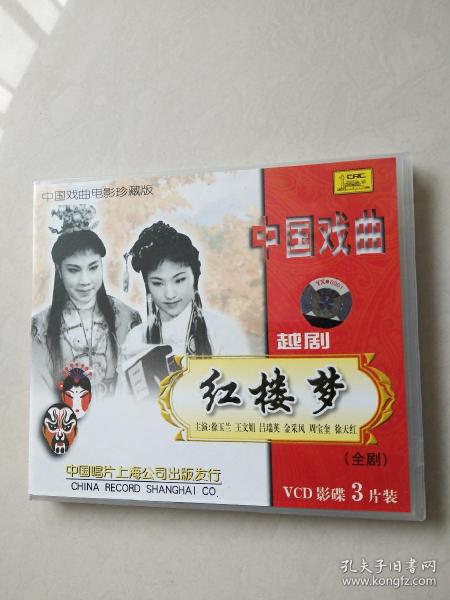 中国戏曲电影珍藏版
CRC
中国戏曲
YX★0001
越剧
红楼梦
主演:徐玉兰 王文娟 吕瑞英 金采风 周宝奎 徐天红
(全剧)
中国唱片上海公司出版发行
CHINA RECORD SHANGHAI CO.
VCD 影碟 3 片装
孔夫子旧书网
www.kongfz.com